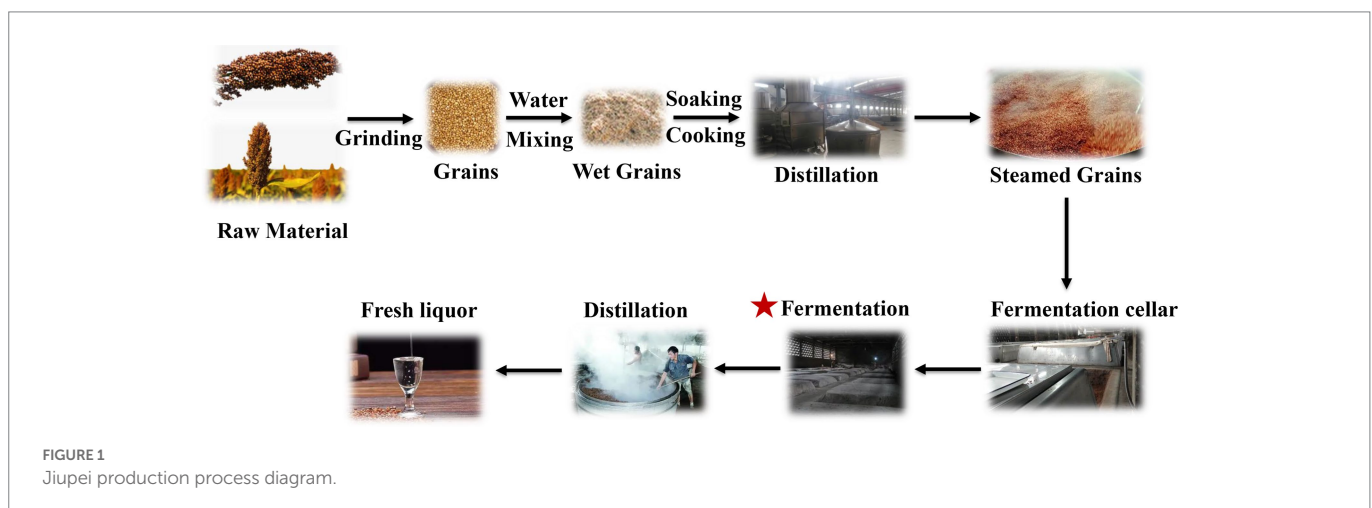 Grinding
Water
Mixing
Soaking
Cooking
Raw Material
Grains
Wet Grains
Distillation
Steamed Grains
Fresh liquor
Distillation
Fermentation
Fermentation cellar
FIGURE 1
Jiupei production process diagram.